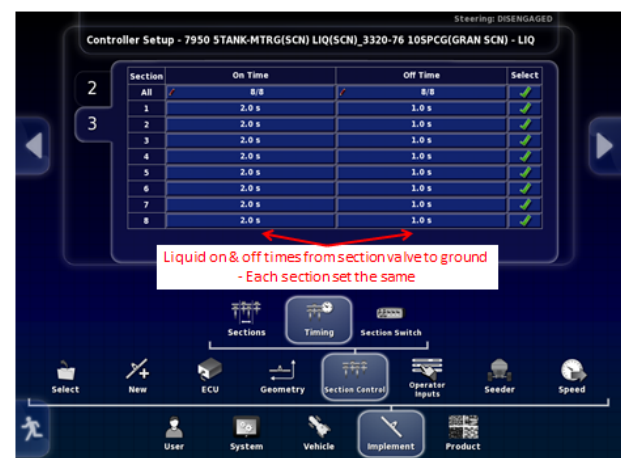 Steering: DISENGAGED
Controller Setup - 7950 5TANK-MTRG(SCN) LIQ(SCN)_3320-76 10SPCG(GRAN SCN) - LIQ
2
3
Section On Time Off Time Select
All 8/8 8/8
1 2.0 s 1.0 s
2 2.0 s 1.0 s
3 2.0 s 1.0 s
4 2.0 s 1.0 s
5 2.0 s 1.0 s
6 2.0 s 1.0 s
7 2.0 s 1.0 s
8 2.0 s 1.0 s
Liquid on & off times from section valve to ground
- Each section set the same
Sections Timing Section Switch
Select New ECU Geometry Section Control Operator Inputs Seeder Speed
User System Vehicle Implement Product